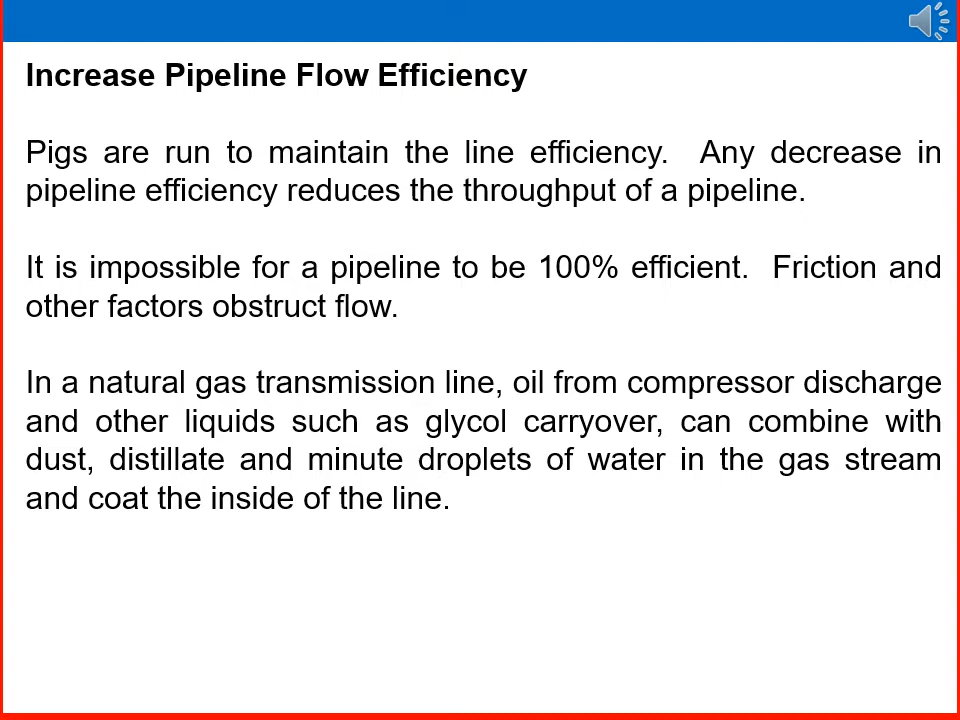 Increase Pipeline Flow Efficiency
Pigs are run to maintain the line efficiency.  Any decrease in
pipeline efficiency reduces the throughput of a pipeline.
It is impossible for a pipeline to be 100% efficient.  Friction and
other factors obstruct flow.
In a natural gas transmission line, oil from compressor discharge
and other liquids such as glycol carryover, can combine with
dust, distillate and minute droplets of water in the gas stream
and coat the inside of the line.